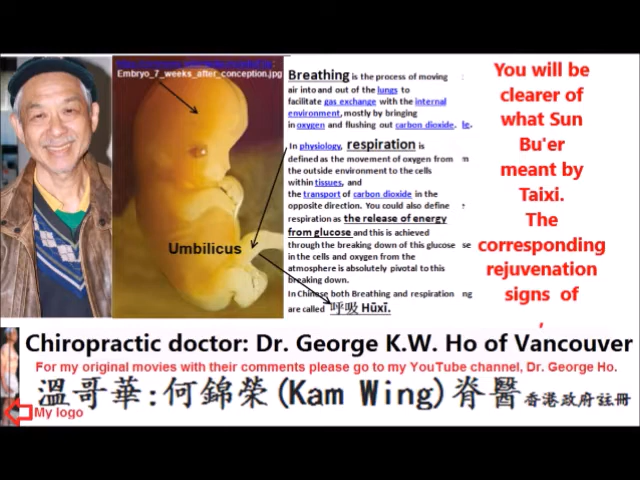 Embryo_7_weeks_after_conception.jpg
Umbilicus
Breathing is the process of moving
air into and out of the lungs to
facilitate gas exchange with the internal
environment, mostly by bringing
in oxygen and flushing out carbon dioxide.
In physiology, respiration is
defined as the movement of oxygen from
the outside environment to the cells
within tissues, and
the transport of carbon dioxide in the
opposite direction. You could also define
respiration as the release of energy
from glucose and this is achieved
through the breaking down of this glucose
in the cells and oxygen from the
atmosphere is absolutely pivotal to this
breaking down.
In Chinese both Breathing and respiration
are called 呼吸 Hūxī.
You will be
clearer of
what Sun
Bu'er
meant by
Taixi.
The
corresponding
rejuvenation
signs of
,
Chiropractic doctor: Dr. George K.W. Ho of Vancouver
For my original movies with their comments please go to my YouTube channel, Dr. George Ho.
溫哥華:何錦榮(Kam Wing)脊醫香港政府註冊
My logo